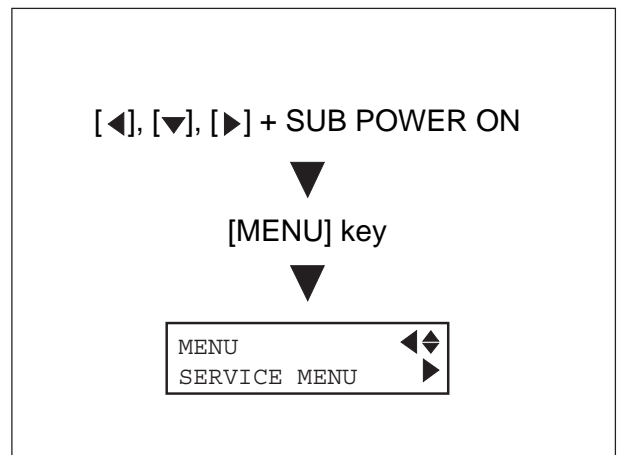 [◀], [▼], [▶] + SUB POWER ON
[MENU] key
MENU
SERVICE MENU